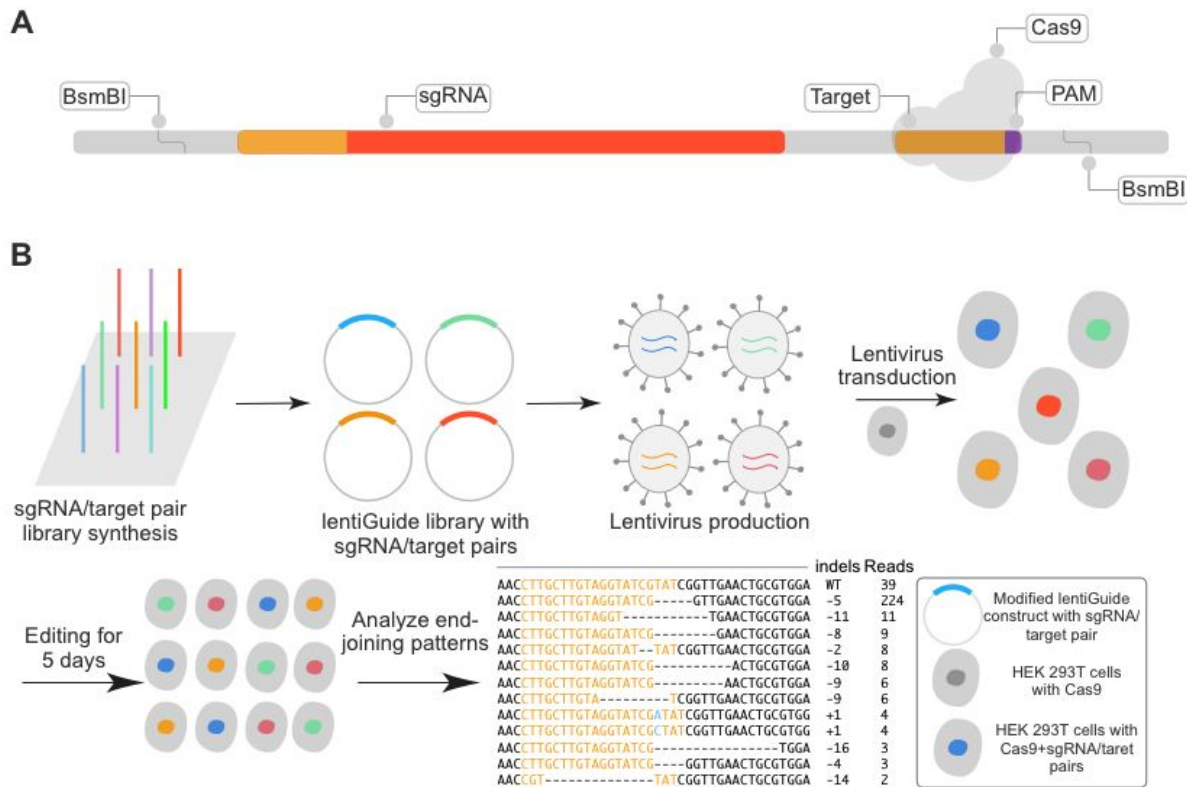 A
Cas9
BsmBI
sgRNA
Target
PAM
BsmBI
B
sgRNA/target pair
library synthesis
lentiGuide library with
sgRNA/target pairs
Lentivirus production
Lentivirus
transduction
Editing for
5 days
Analyze end-
joining patterns
indels Reads
AACCTTGCTTGTAGGTATCGTATCGGTTGAACTGCGTGGA WT 39
AACCTTGCTTGTAGGTATCG-----GTTGAACTGCGTGGA -5 224
AACCTTGCTTGTAGGT-----------TGAACTGCGTGGA -11 11
AACCTTGCTTGTAGGTATCG--------GAACTGCGTGGA -8 9
AACCTTGCTTGTAGGTAT--TATCGGTTGAACTGCGTGGA -2 8
AACCTTGCTTGTAGGTATCG----------ACTGCGTGGA -10 8
AACCTTGCTTGTAGGTATCG---------AACTGCGTGGA -9 6
AACCTTGCTTGTA---------TCGGTTGAACTGCGTGGA -9 6
AACCTTGCTTGTAGGTATCGATATCGGTTGAACTGCGTGG +1 4
AACCTTGCTTGTAGGTATCGCTATCGGTTGAACTGCGTGG +1 4
AACCTTGCTTGTAGGTATCG----------------TGGA -16 3
AACCTTGCTTGTAGGTATCG----GGTTGAACTGCGTGGA -4 3
AACCGT--------------TATCGGTTGAACTGCGTGGA -14 2
Modified lentiGuide
construct with sgRNA/
target pair
HEK 293T cells
with Cas9
HEK 293T cells with
Cas9+sgRNA/taret
pairs